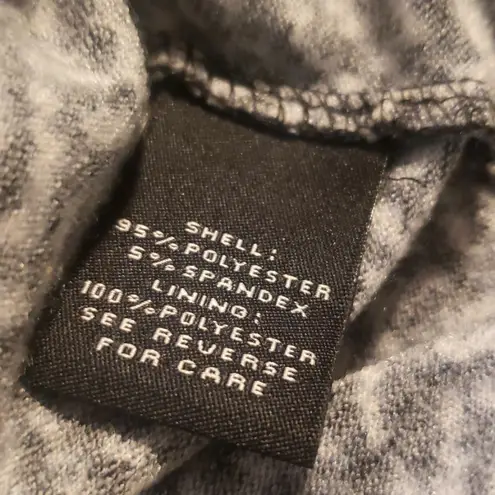 SHELL:
95% POLYESTER
5% SPANDEX
LINING:
100% POLYESTER
SEE REVERSE
FOR CARE